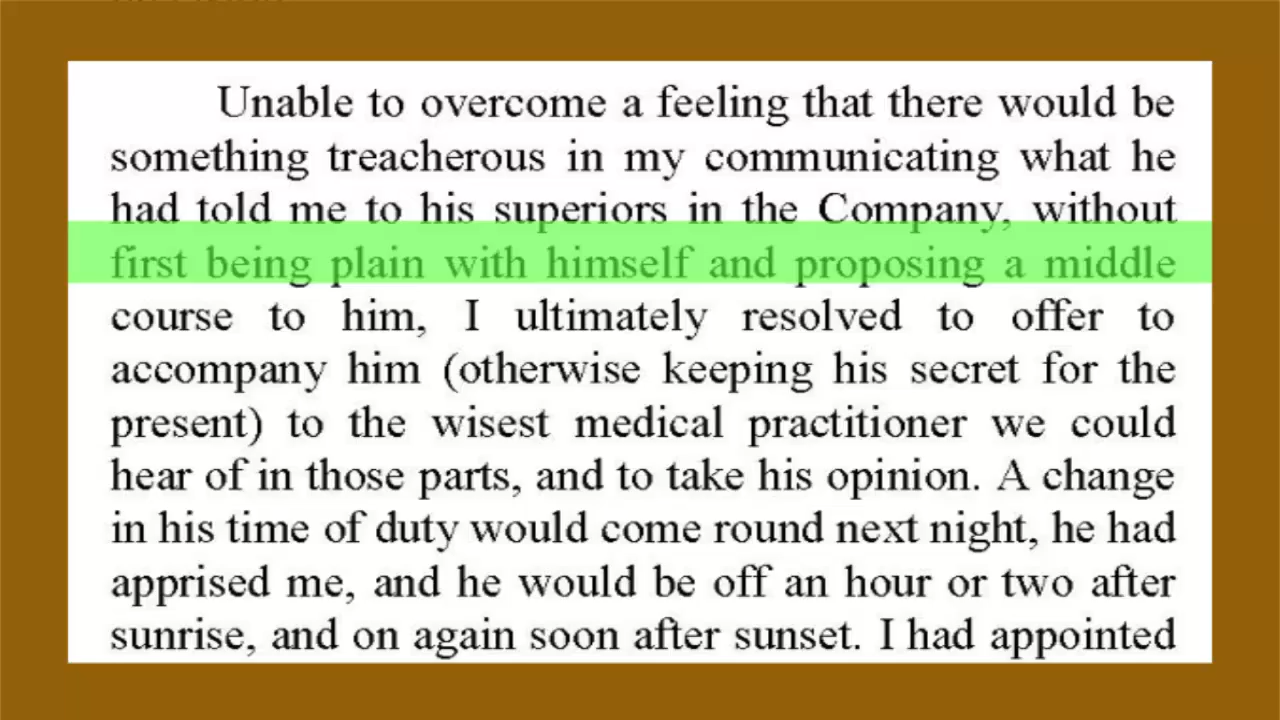 Unable to overcome a feeling that there would be
something treacherous in my communicating what he
had told me to his superiors in the Company, without
first being plain with himself and proposing a middle
course to him, I ultimately resolved to offer to
accompany him (otherwise keeping his secret for the
present) to the wisest medical practitioner we could
hear of in those parts, and to take his opinion. A change
in his time of duty would come round next night, he had
apprised me, and he would be off an hour or two after
sunrise, and on again soon after sunset. I had appointed